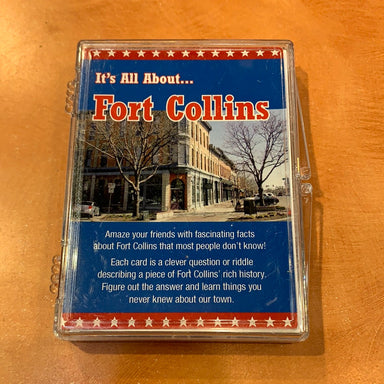 It's All About...
Fort Collins
Amaze your friends with fascinating facts
about Fort Collins that most people don't know!
Each card is a clever question or riddle
describing a piece of Fort Collins' rich history.
Figure out the answer and learn things you
never knew about our town.